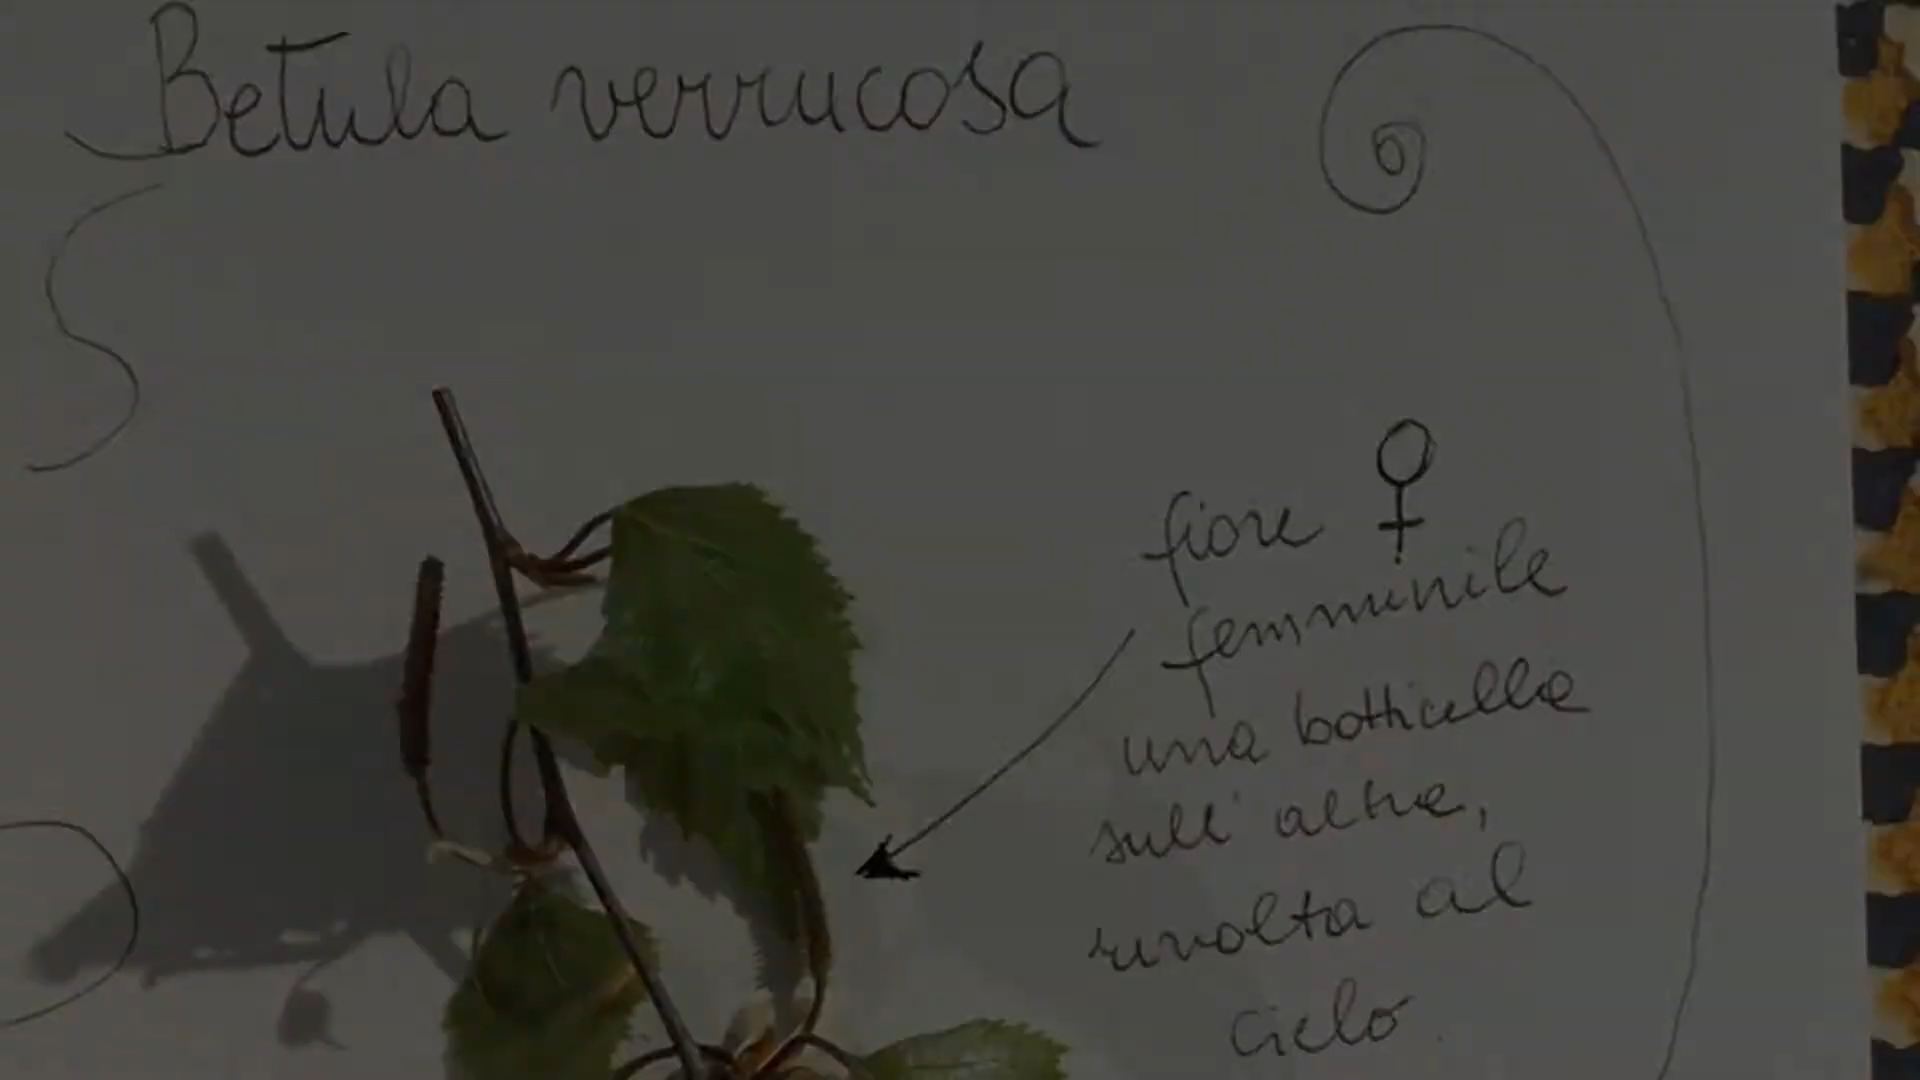 Betula verrucosa
fiore ♀
femminile
una botticella
sull'altra,
rivolta al
cielo